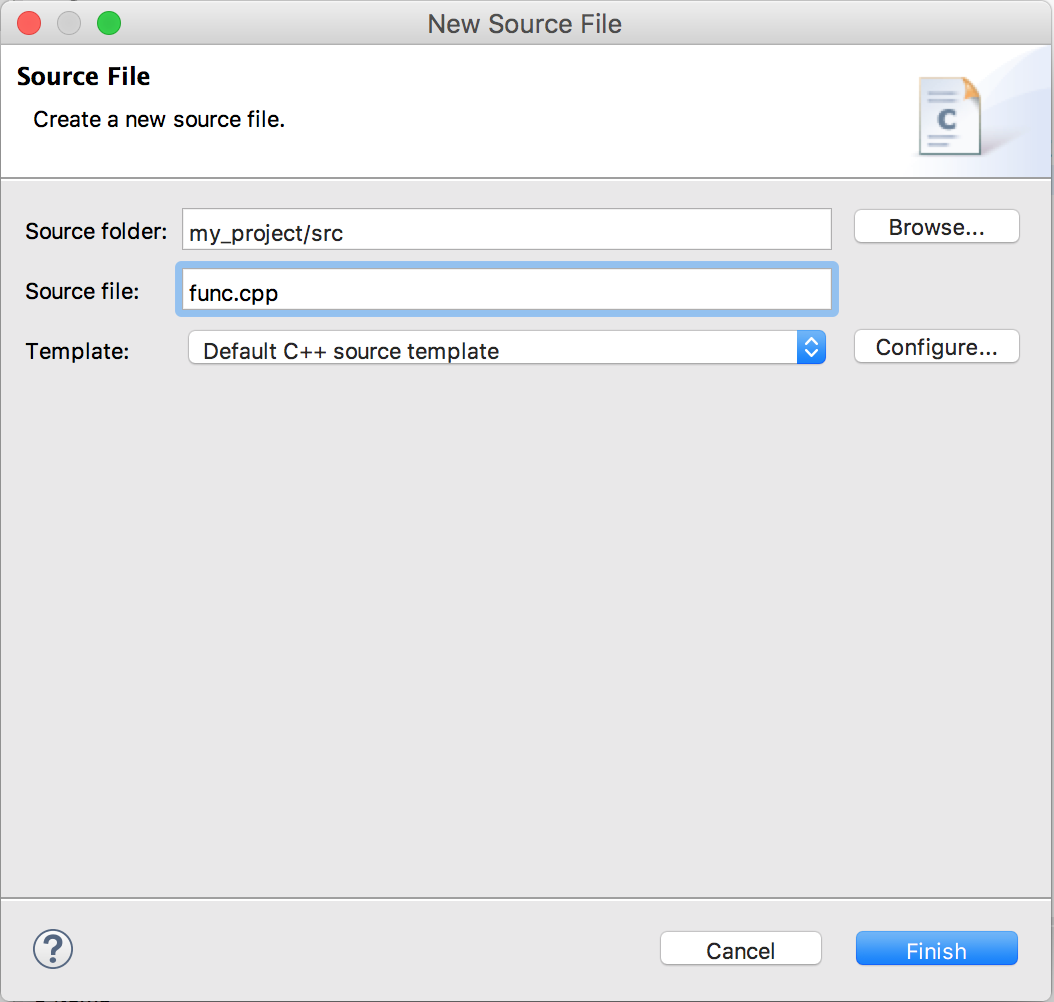 New Source File
Source File
Create a new source file.
C
Source folder: my_project/src Browse...
Source file: func.cpp
Template: Default C++ source template Configure...
? Cancel Finish